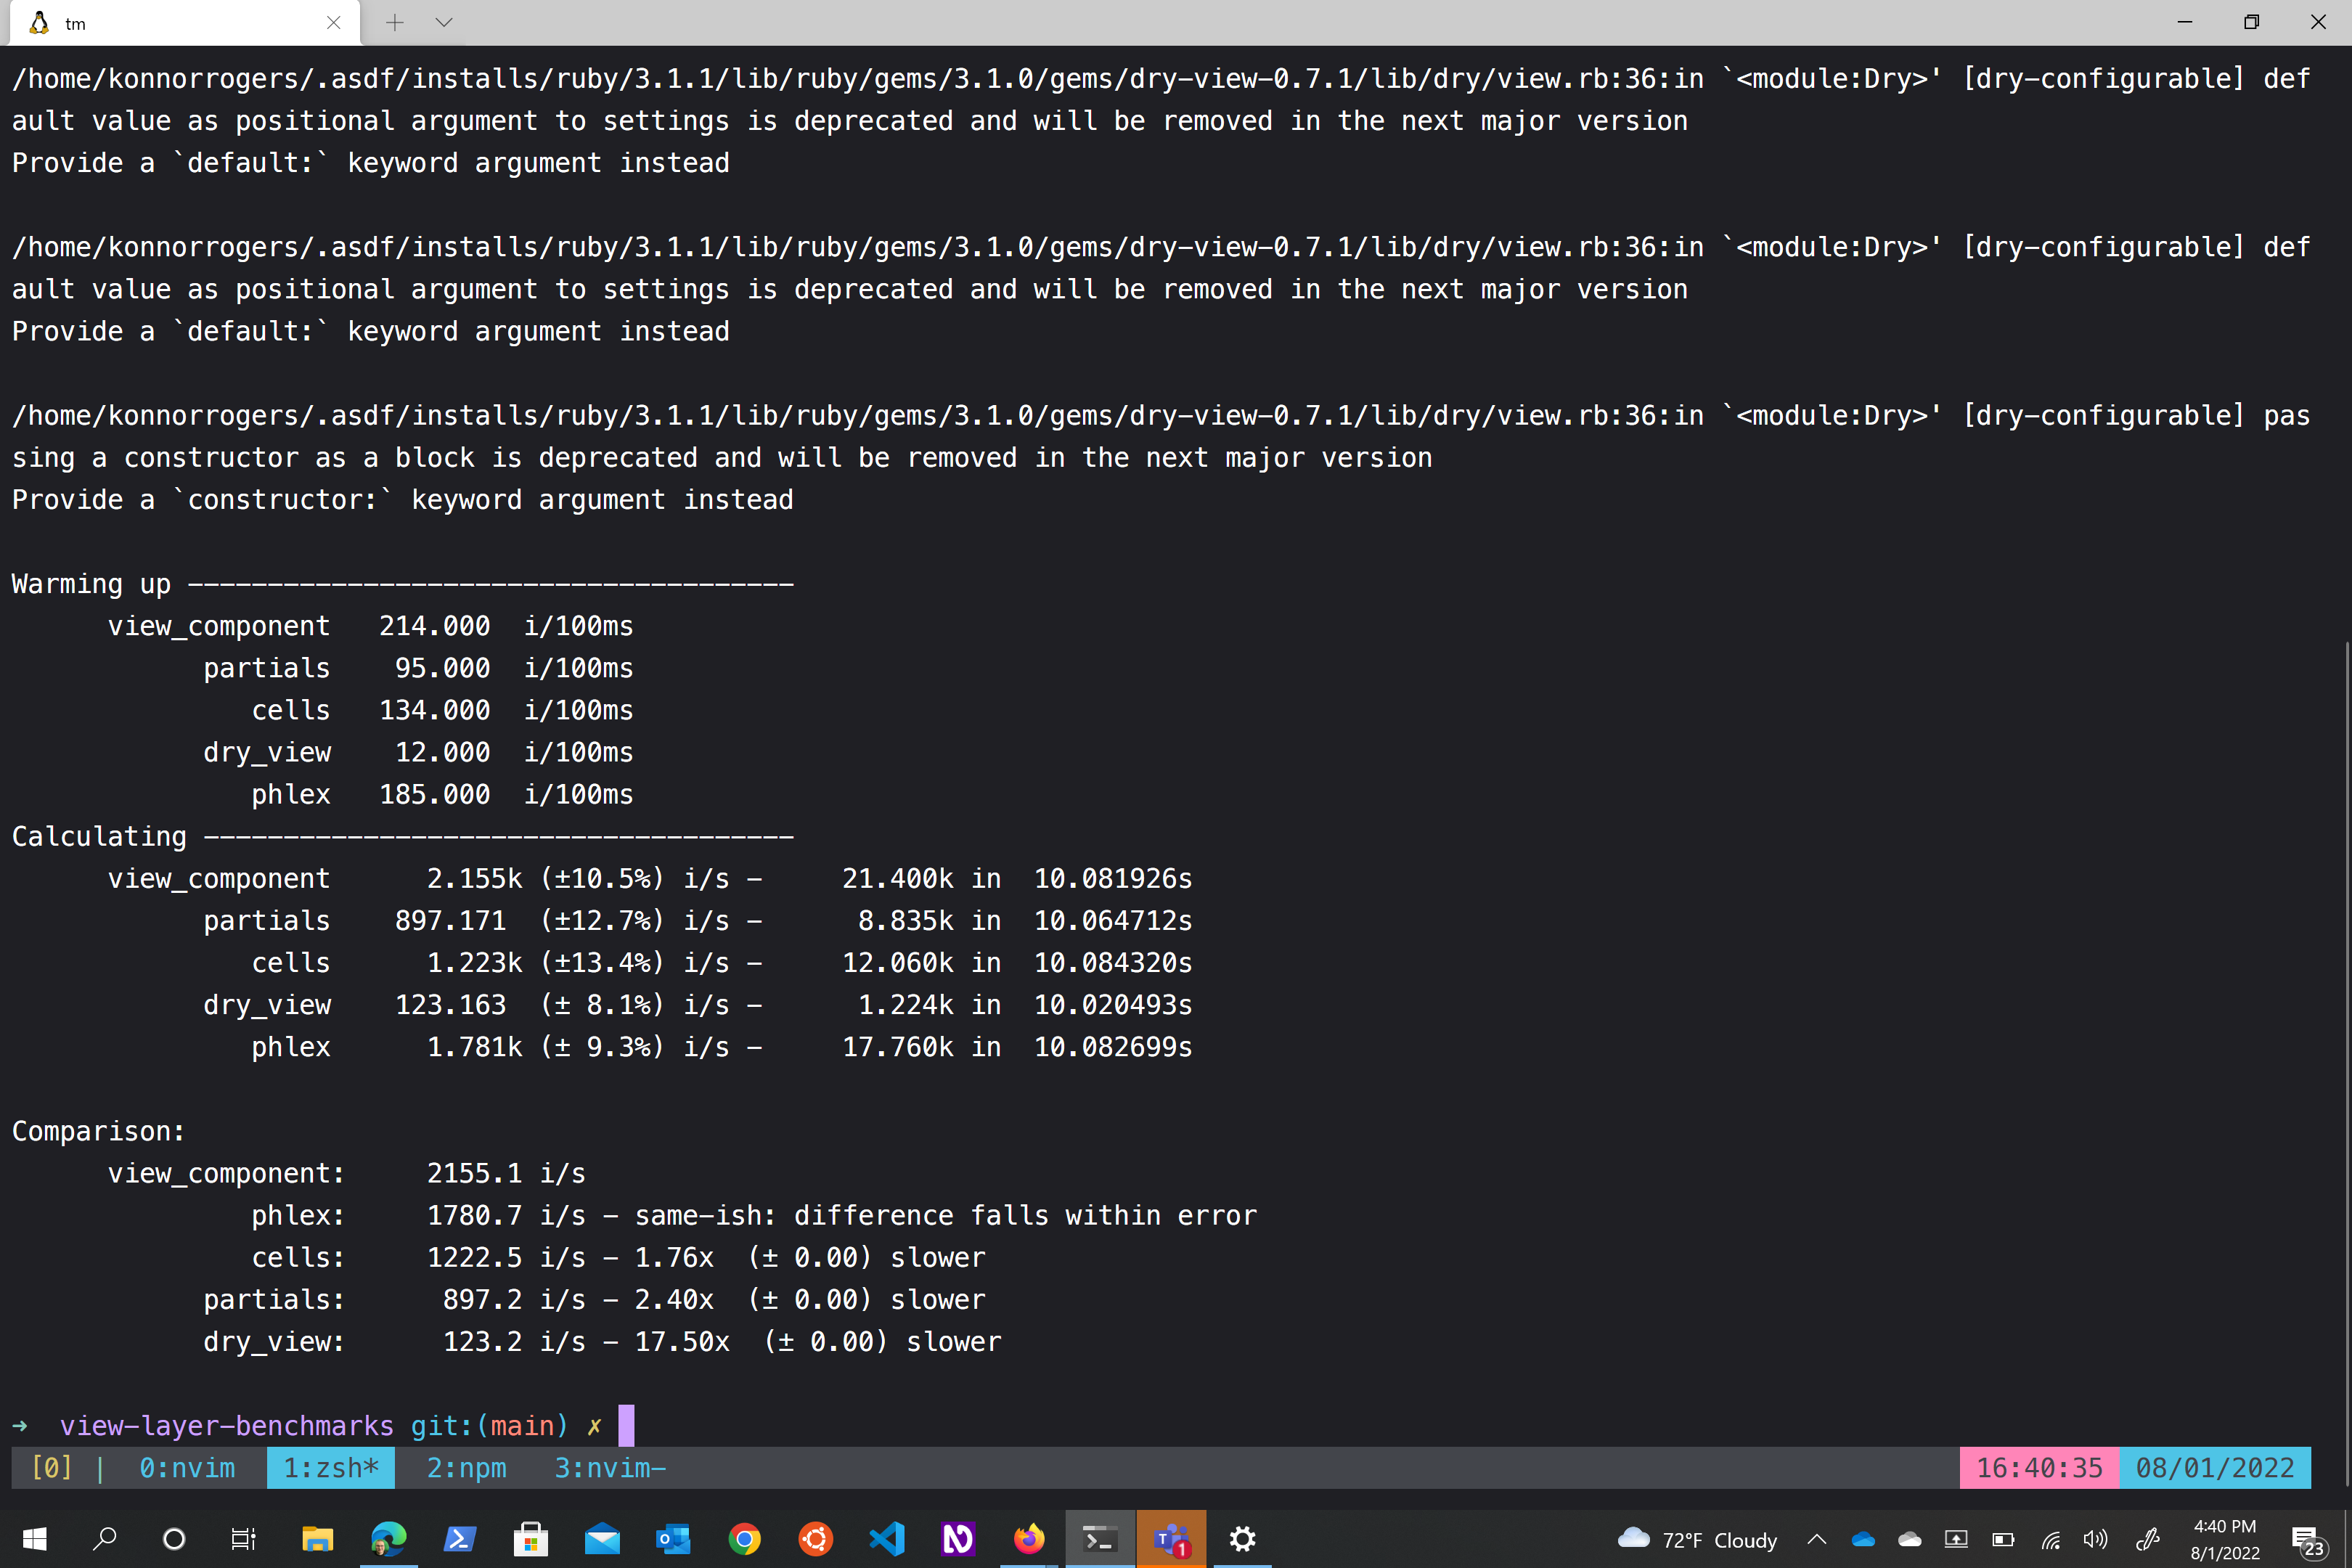 tm
/home/konnorrogers/.asdf/installs/ruby/3.1.1/lib/ruby/gems/3.1.0/gems/dry-view-0.7.1/lib/dry/view.rb:36:in `<module:Dry>' [dry-configurable] def
ault value as positional argument to settings is deprecated and will be removed in the next major version
Provide a `default:` keyword argument instead
/home/konnorrogers/.asdf/installs/ruby/3.1.1/lib/ruby/gems/3.1.0/gems/dry-view-0.7.1/lib/dry/view.rb:36:in `<module:Dry>' [dry-configurable] def
ault value as positional argument to settings is deprecated and will be removed in the next major version
Provide a `default:` keyword argument instead
/home/konnorrogers/.asdf/installs/ruby/3.1.1/lib/ruby/gems/3.1.0/gems/dry-view-0.7.1/lib/dry/view.rb:36:in `<module:Dry>' [dry-configurable] pas
sing a constructor as a block is deprecated and will be removed in the next major version
Provide a `constructor:` keyword argument instead
Warming up --------------------------------------
view_component   214.000  i/100ms
partials    95.000  i/100ms
cells   134.000  i/100ms
dry_view    12.000  i/100ms
phlex   185.000  i/100ms
Calculating -------------------------------------
view_component      2.155k (±10.5%) i/s -     21.400k in  10.081926s
partials    897.171  (±12.7%) i/s -      8.835k in  10.064712s
cells      1.223k (±13.4%) i/s -     12.060k in  10.084320s
dry_view    123.163  (± 8.1%) i/s -      1.224k in  10.020493s
phlex      1.781k (± 9.3%) i/s -     17.760k in  10.082699s
Comparison:
view_component:     2155.1 i/s
phlex:     1780.7 i/s - same-ish: difference falls within error
cells:     1222.5 i/s - 1.76x  (± 0.00) slower
partials:      897.2 i/s - 2.40x  (± 0.00) slower
dry_view:      123.2 i/s - 17.50x  (± 0.00) slower
➜  view-layer-benchmarks git:(main) ✗
[0] |  0:nvim   1:zsh*   2:npm   3:nvim-   16:40:35   08/01/2022
72°F  Cloudy
4:40 PM
8/1/2022
23
1